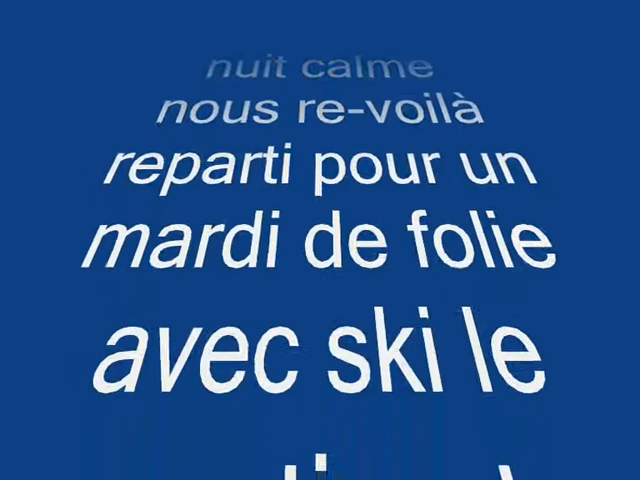 nuit calme
nous re-voilà
reparti pour un
mardi de folie
avec ski le